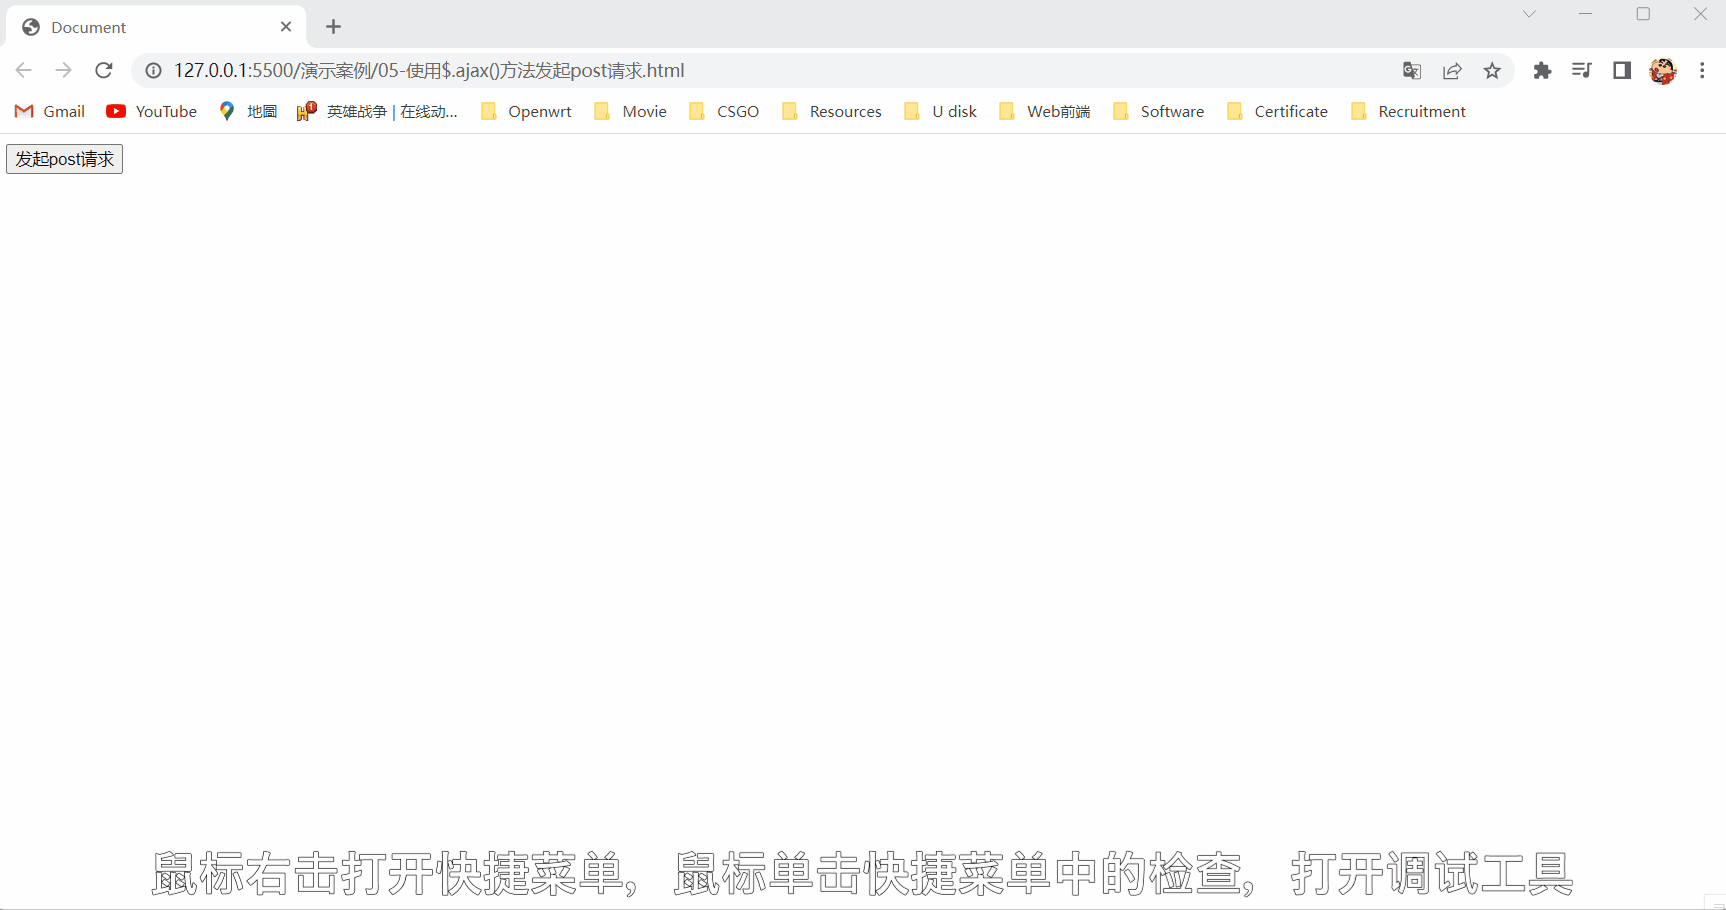 Document
127.0.0.1:5500/演示案例/05-使用$.ajax()方法发起post请求.html
Gmail YouTube 地圖 英雄战争 | 在线动... Openwrt Movie CSGO Resources U disk Web前端 Software Certificate Recruitment
发起post请求
鼠标右击打开快捷菜单,鼠标单击快捷菜单中的检查,打开调试工具